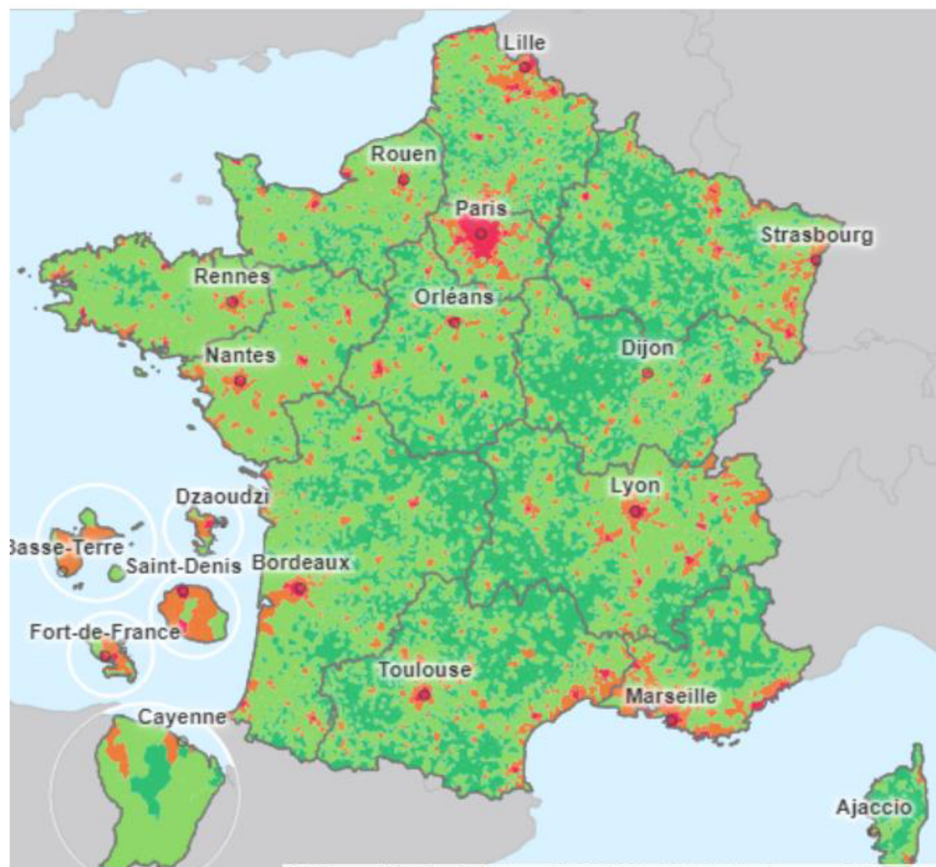 Lille
Rouen
Paris
Strasbourg
Rennes
Orléans
Dijon
Nantes
Lyon
Dzaoudzi
Basse-Terre
Saint-Denis
Bordeaux
Fort-de-France
Toulouse
Marseille
Cayenne
Ajaccio